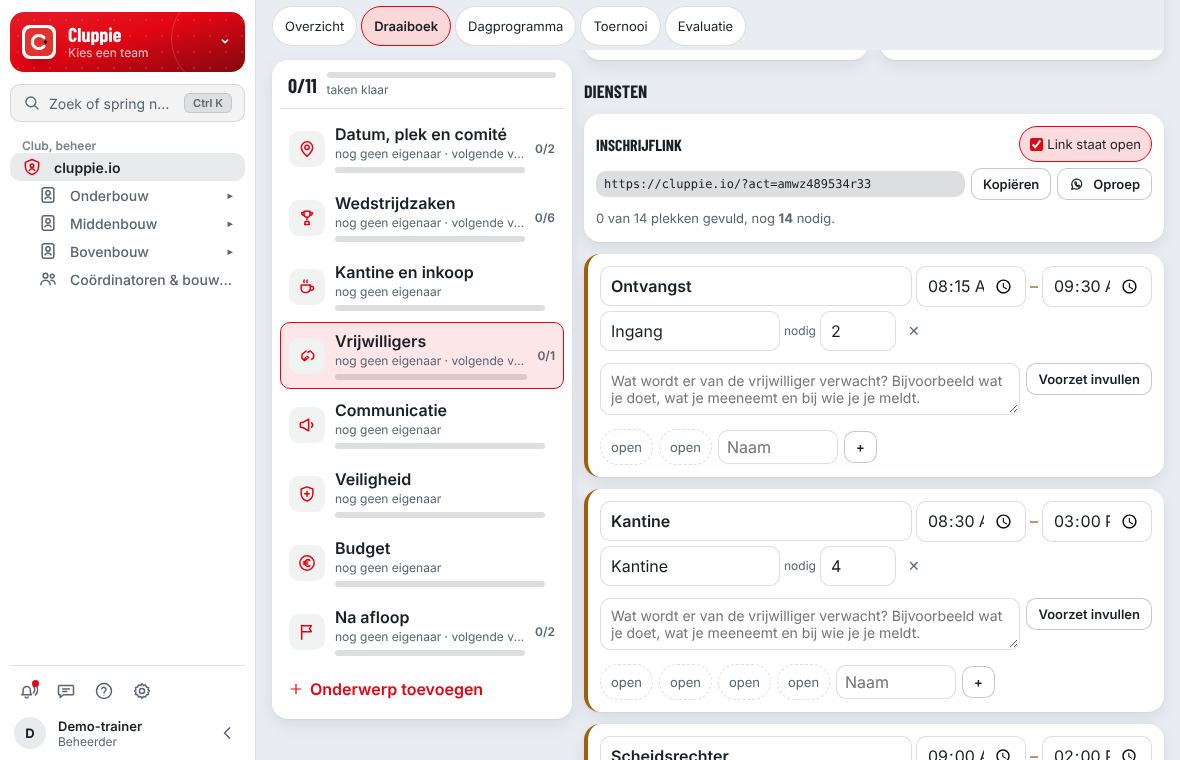 Cluppie
Kies een team
Zoek of spring n...
Ctrl K
Club, beheer
cluppie.io
Onderbouw
Middenbouw
Bovenbouw
Coördinatoren & bouw...
D
Demo-trainer
Beheerder
Overzicht
Draaiboek
Dagprogramma
Toernooi
Evaluatie
0/11
taken klaar
Datum, plek en comité
nog geen eigenaar · volgende v...
0/2
Wedstrijdzaken
nog geen eigenaar · volgende v...
0/6
Kantine en inkoop
nog geen eigenaar
Vrijwilligers
nog geen eigenaar · volgende v...
0/1
Communicatie
nog geen eigenaar
Veiligheid
nog geen eigenaar
Budget
nog geen eigenaar
Na afloop
nog geen eigenaar · volgende v...
0/2
+ Onderwerp toevoegen
DIENSTEN
INSCHRIJFLINK
Link staat open
https://cluppie.io/?act=amwz489534r33
Kopiëren
Oproep
0 van 14 plekken gevuld, nog 14 nodig.
Ontvangst
08:15 A
–
09:30 A
Ingang
nodig
2
×
Wat wordt er van de vrijwilliger verwacht? Bijvoorbeeld wat
je doet, wat je meeneemt en bij wie je je meldt.
Voorzet invullen
open
open
Naam
+
Kantine
08:30 A
–
03:00 P
Kantine
nodig
4
×
Wat wordt er van de vrijwilliger verwacht? Bijvoorbeeld wat
je doet, wat je meeneemt en bij wie je je meldt.
Voorzet invullen
open
open
open
open
Naam
+
Scheidsrechter
09:00 A
–
02:00 P